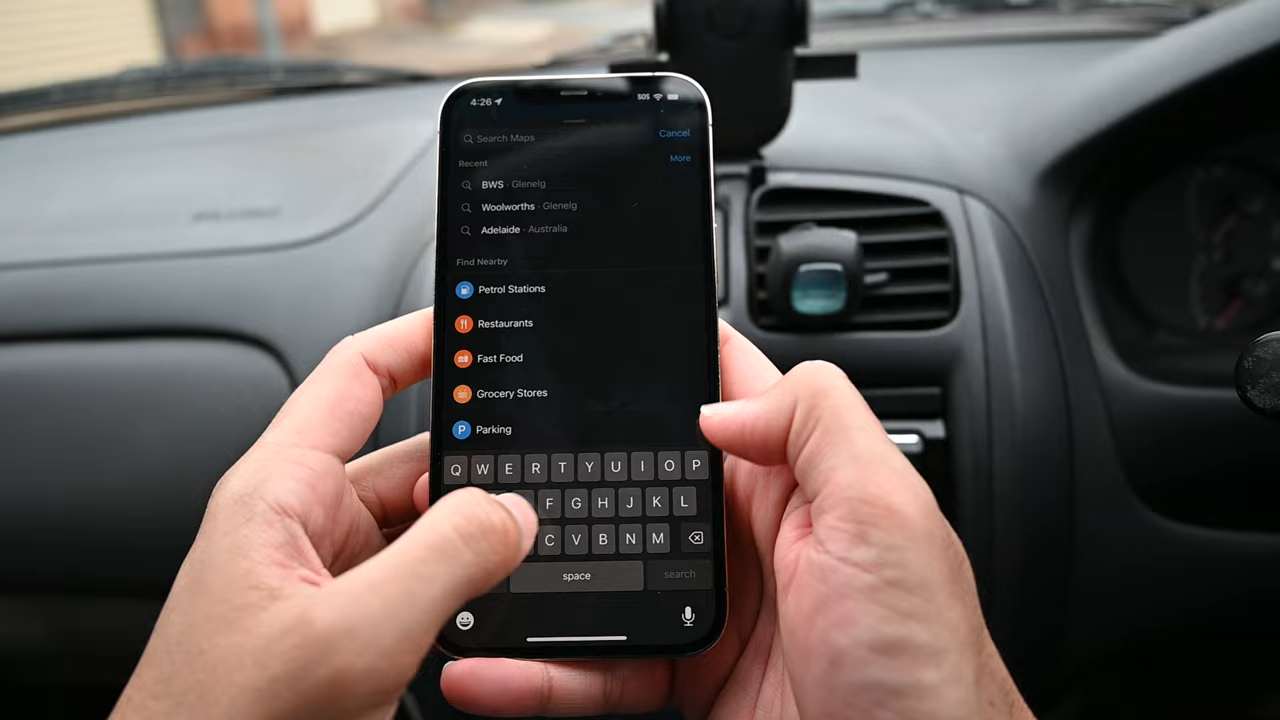 4:26 SOS
Search Maps Cancel
Recent More
BWS · Glenelg
Woolworths · Glenelg
Adelaide · Australia
Find Nearby
Petrol Stations
Restaurants
Fast Food
Grocery Stores
P Parking
Q W E R T Y U I O P
F G H J K L
C V B N M
space search